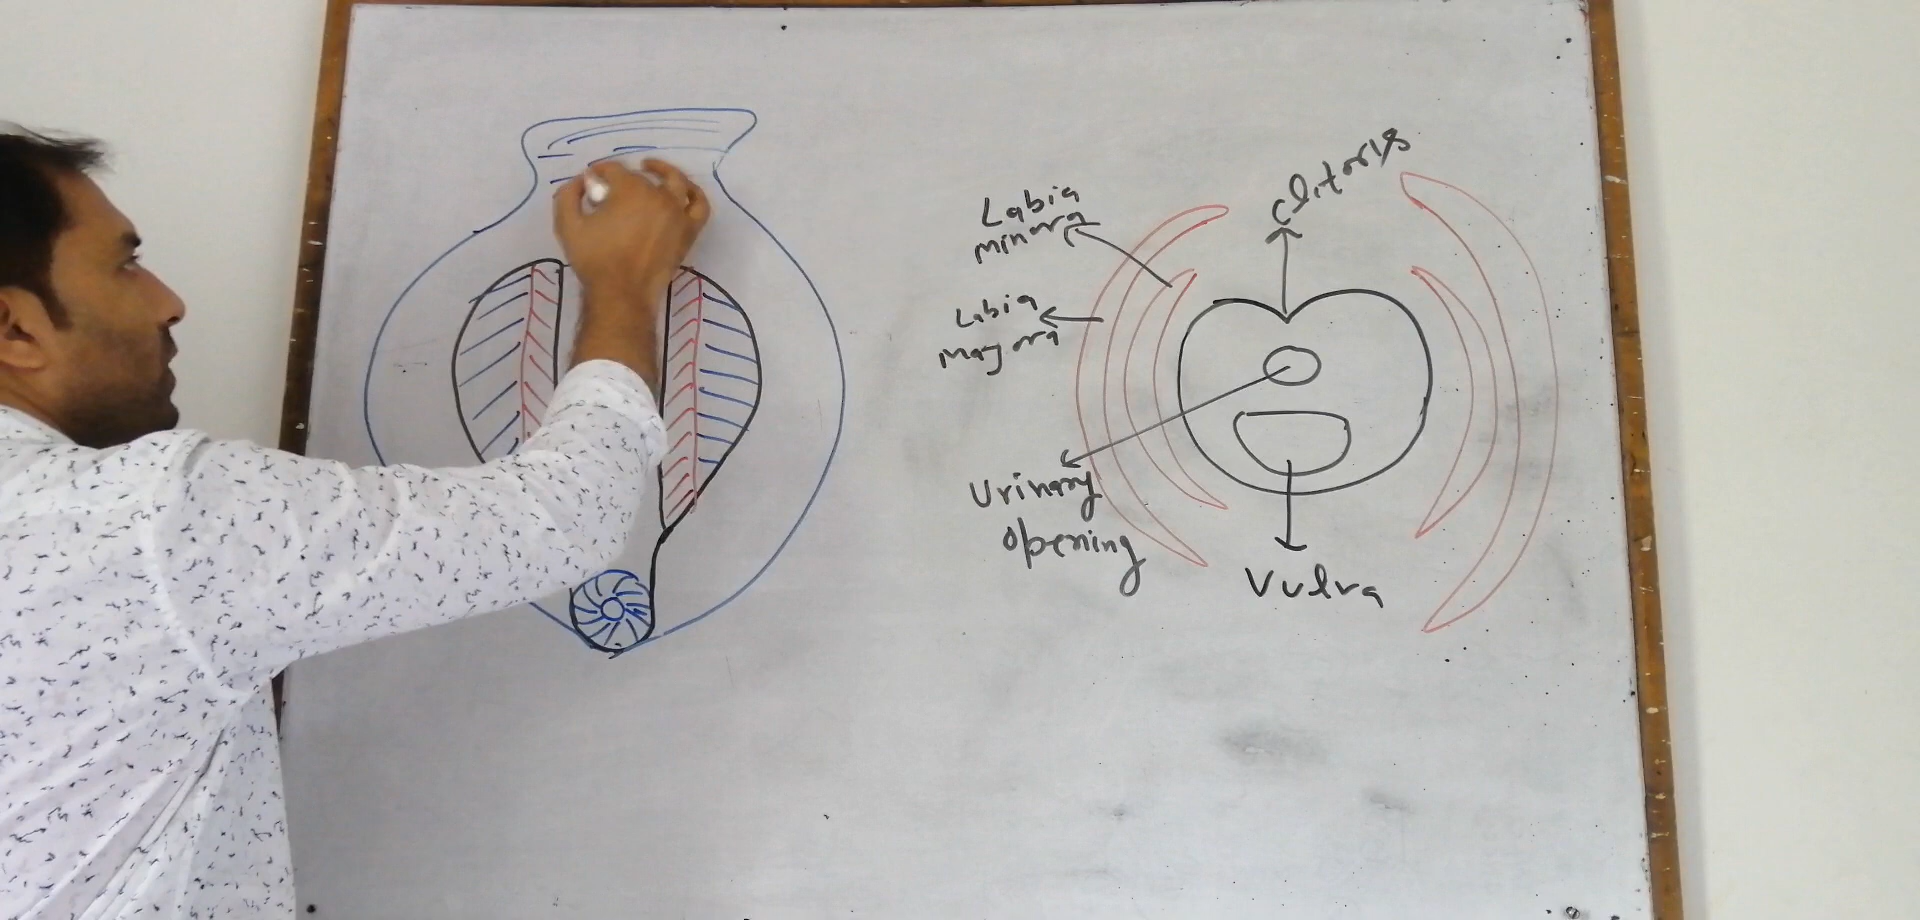 clitoris
Labia
minora
Labia
majora
Urinary
opening
Vulva